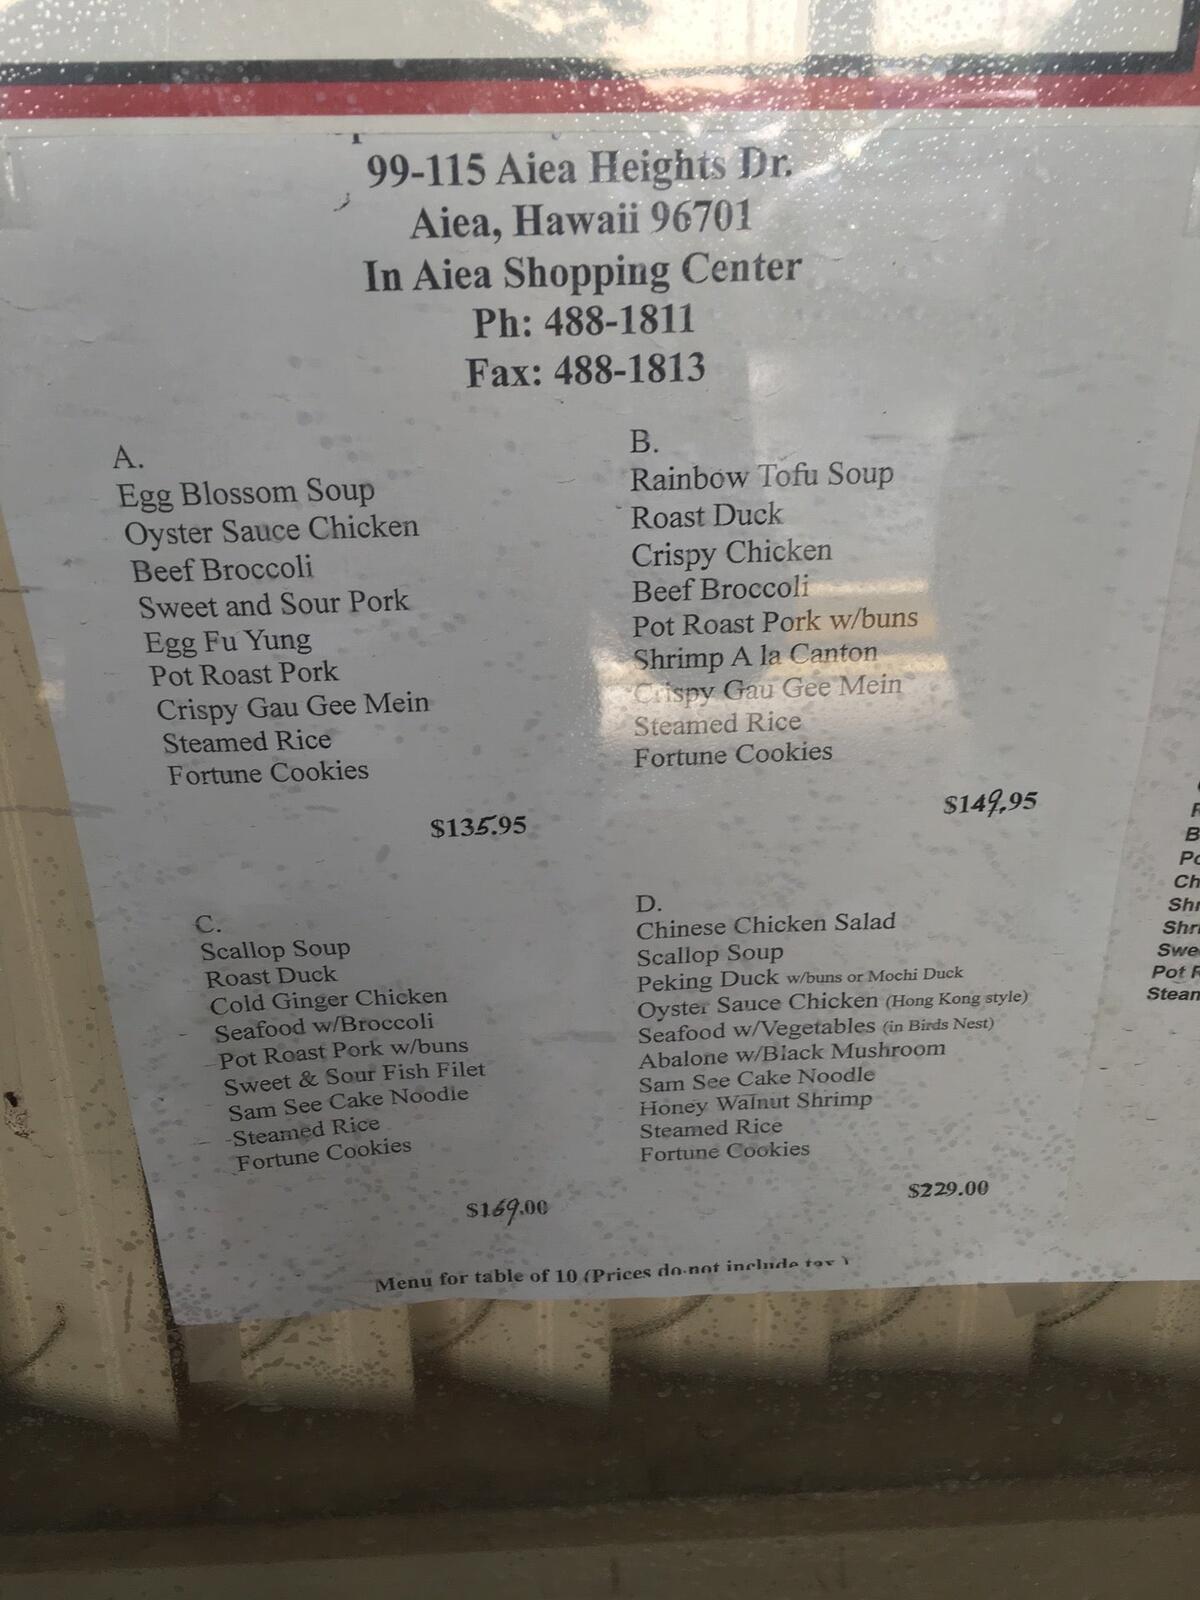 99-115 Aiea Heights Dr.
Aiea, Hawaii 96701
In Aiea Shopping Center
Ph: 488-1811
Fax: 488-1813
A.
Egg Blossom Soup
Oyster Sauce Chicken
Beef Broccoli
Sweet and Sour Pork
Egg Fu Yung
Pot Roast Pork
Crispy Gau Gee Mein
Steamed Rice
Fortune Cookies
$135.95
B.
Rainbow Tofu Soup
Roast Duck
Crispy Chicken
Beef Broccoli
Pot Roast Pork w/buns
Shrimp A la Canton
Crispy Gau Gee Mein
Steamed Rice
Fortune Cookies
$149.95
C.
Scallop Soup
Roast Duck
Cold Ginger Chicken
Seafood w/Broccoli
Pot Roast Pork w/buns
Sweet & Sour Fish Filet
Sam See Cake Noodle
Steamed Rice
Fortune Cookies
$169.00
D.
Chinese Chicken Salad
Scallop Soup
Peking Duck w/buns or Mochi Duck
Oyster Sauce Chicken (Hong Kong style)
Seafood w/Vegetables (in Birds Nest)
Abalone w/Black Mushroom
Sam See Cake Noodle
Honey Walnut Shrimp
Steamed Rice
Fortune Cookies
$229.00
Menu for table of 10 (Prices do not include tax )
Pot